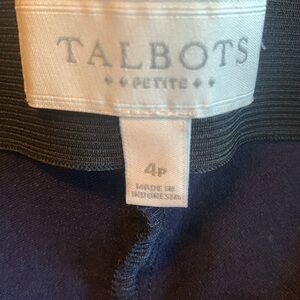 TALBOTS
PETITE
4P
MADE IN
INDONESIA